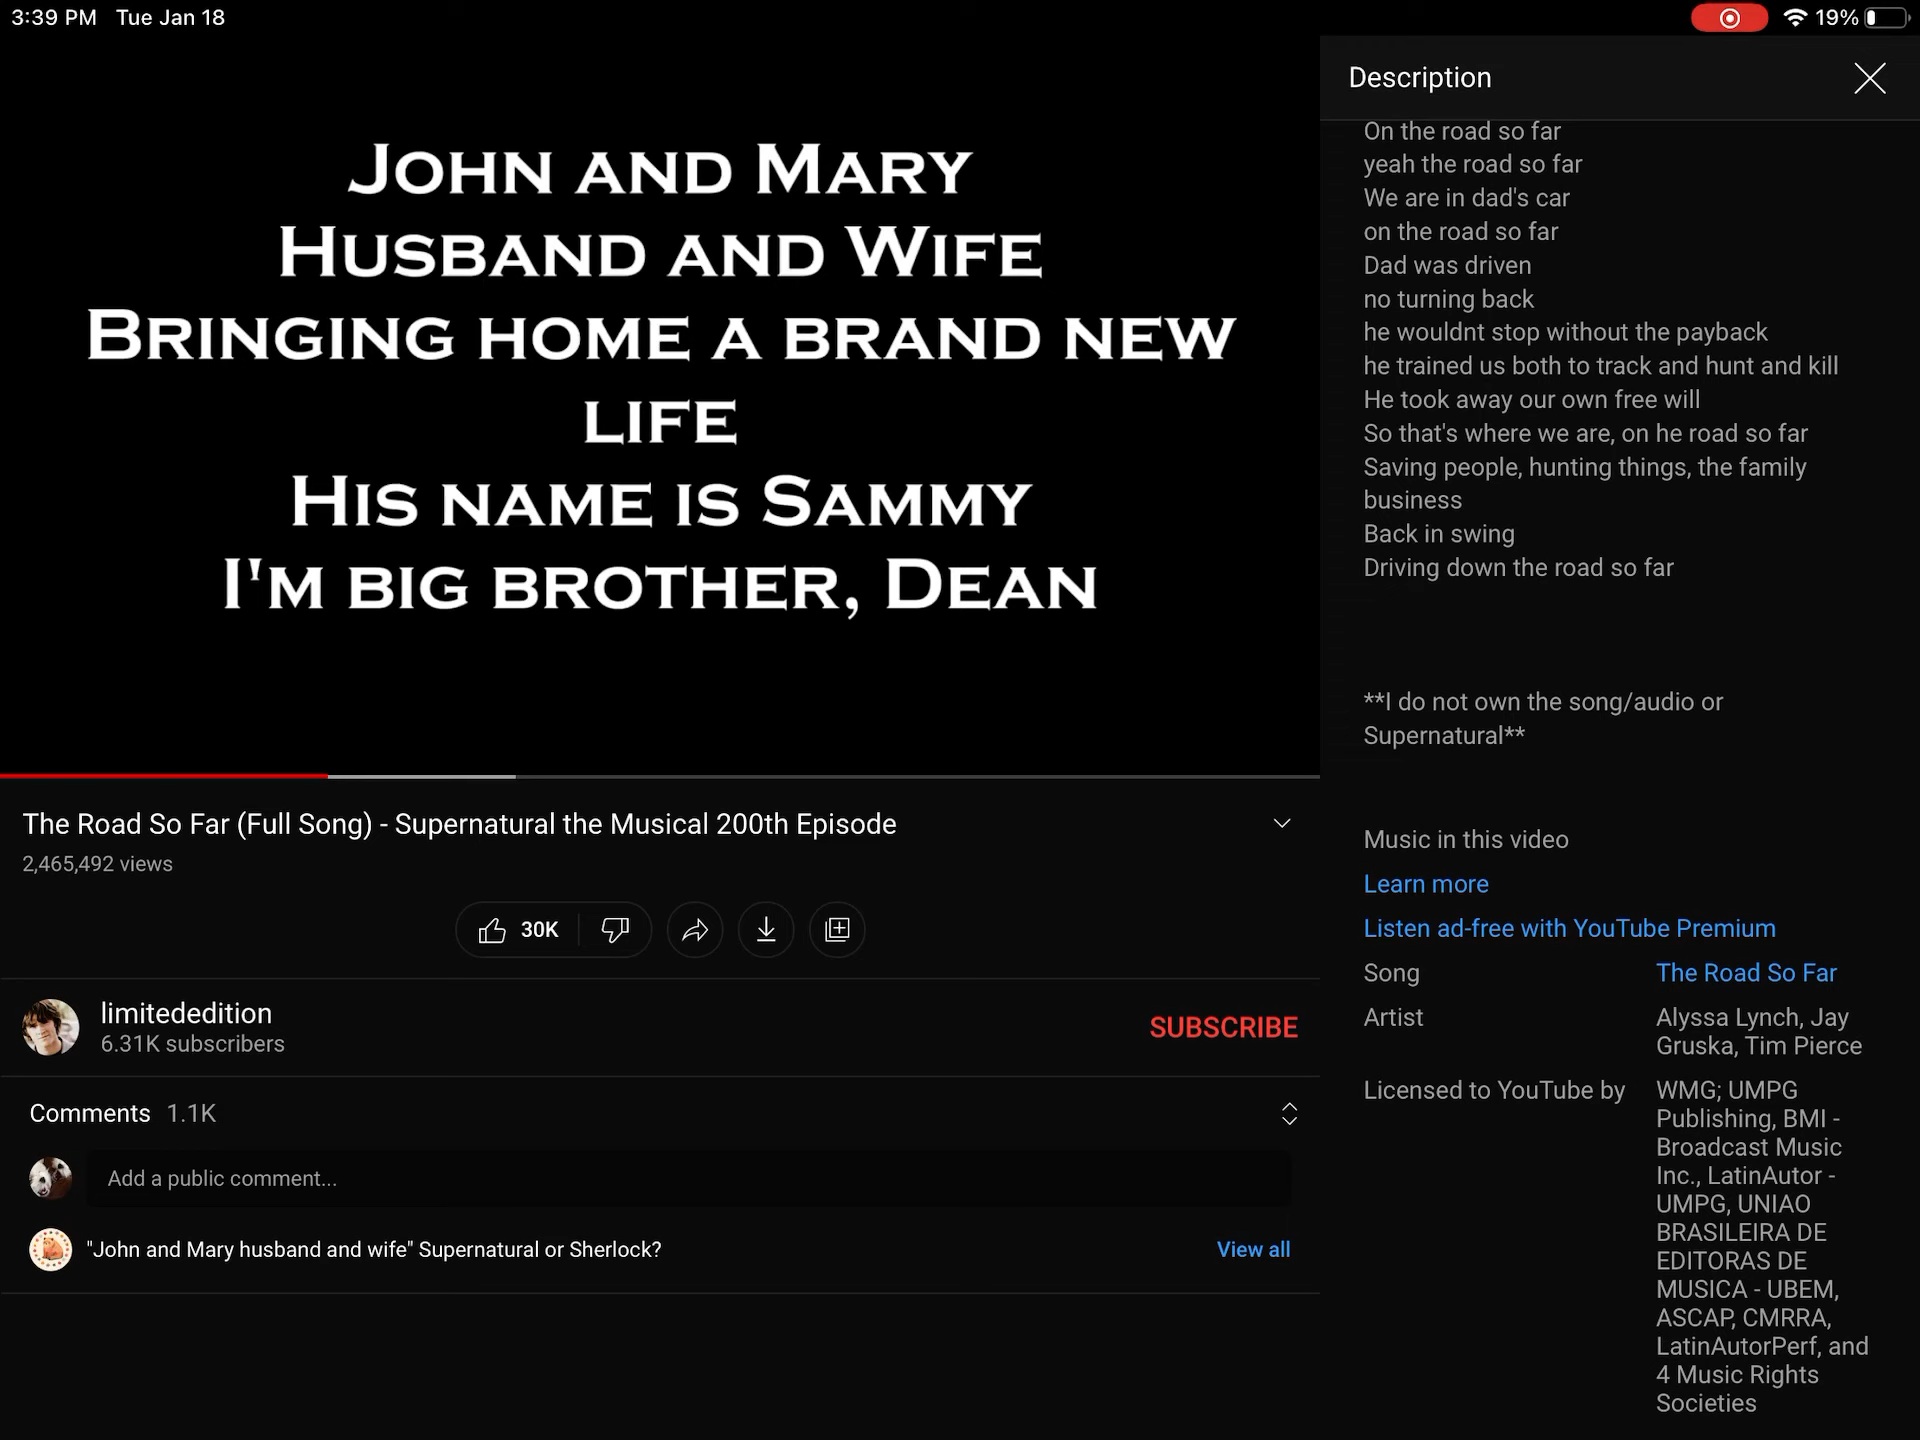 3:39 PM Tue Jan 18
19%
JOHN AND MARY
HUSBAND AND WIFE
BRINGING HOME A BRAND NEW
LIFE
HIS NAME IS SAMMY
I'M BIG BROTHER, DEAN
The Road So Far (Full Song) - Supernatural the Musical 200th Episode
2,465,492 views
30K
limitededition
6.31K subscribers
SUBSCRIBE
Comments 1.1K
Add a public comment...
"John and Mary husband and wife" Supernatural or Sherlock?
View all
Description
On the road so far
yeah the road so far
We are in dad's car
on the road so far
Dad was driven
no turning back
he wouldnt stop without the payback
he trained us both to track and hunt and kill
He took away our own free will
So that's where we are, on he road so far
Saving people, hunting things, the family
business
Back in swing
Driving down the road so far
**I do not own the song/audio or
Supernatural**
Music in this video
Learn more
Listen ad-free with YouTube Premium
Song The Road So Far
Artist Alyssa Lynch, Jay
Gruska, Tim Pierce
Licensed to YouTube by WMG; UMPG
Publishing, BMI -
Broadcast Music
Inc., LatinAutor -
UMPG, UNIAO
BRASILEIRA DE
EDITORAS DE
MUSICA - UBEM,
ASCAP, CMRRA,
LatinAutorPerf, and
4 Music Rights
Societies